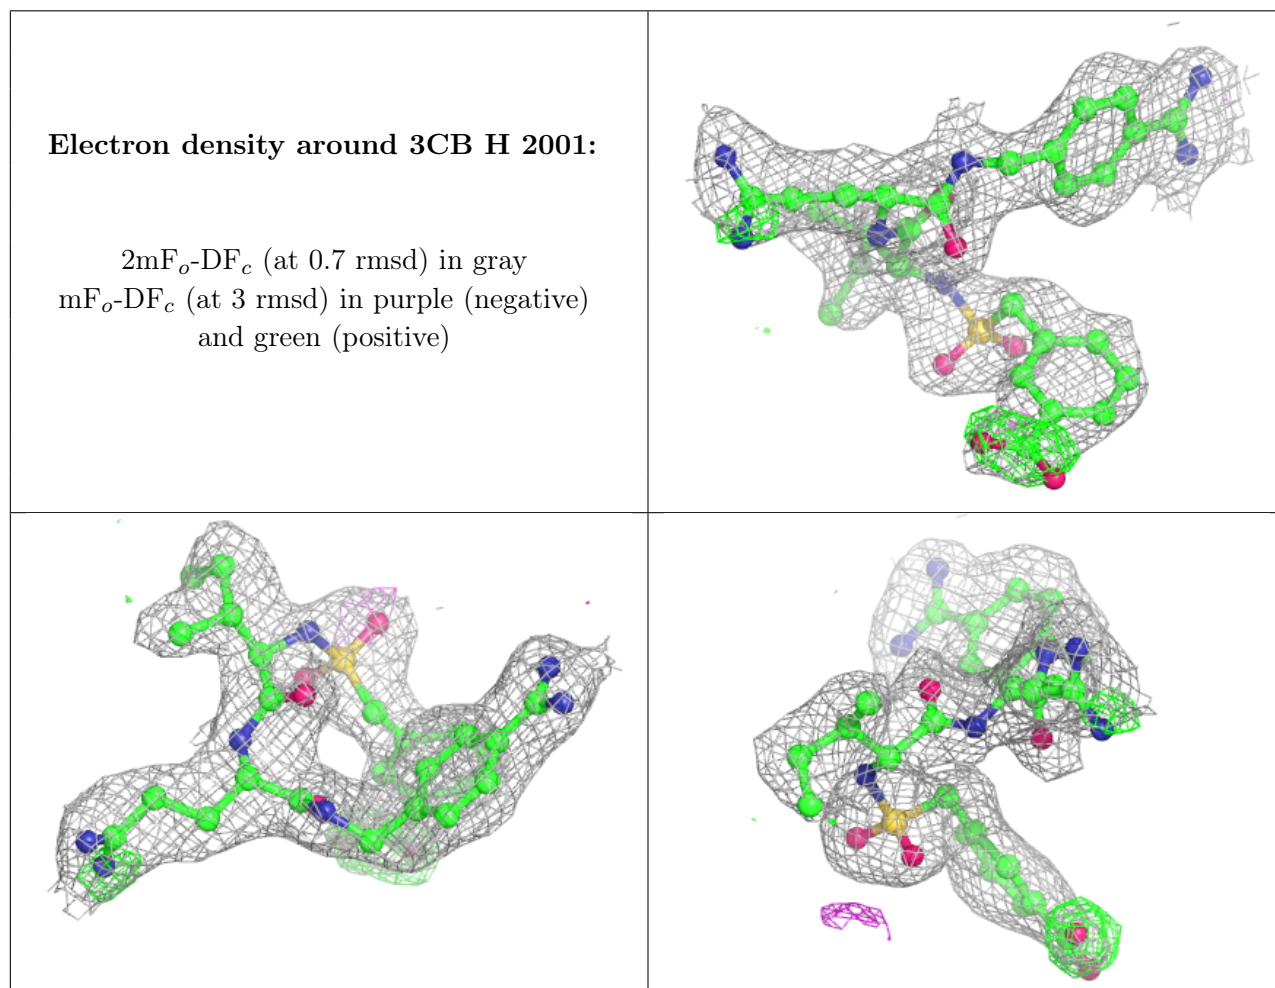 Electron density around 3CB H 2001:
2mFₒ-DF𝒸 (at 0.7 rmsd) in gray
mFₒ-DF𝒸 (at 3 rmsd) in purple (negative)
and green (positive)